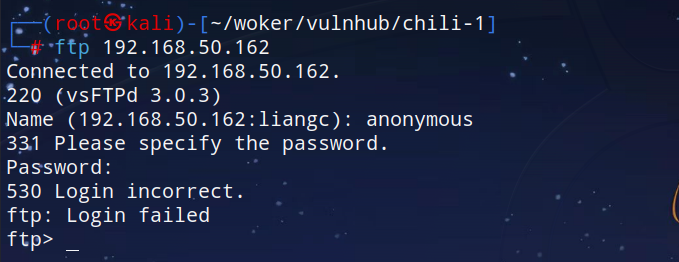 ┌──(root㉿kali)-[~/woker/vulnhub/chili-1]
└─# ftp 192.168.50.162
Connected to 192.168.50.162.
220 (vsFTPd 3.0.3)
Name (192.168.50.162:liangc): anonymous
331 Please specify the password.
Password:
530 Login incorrect.
ftp: Login failed
ftp> _